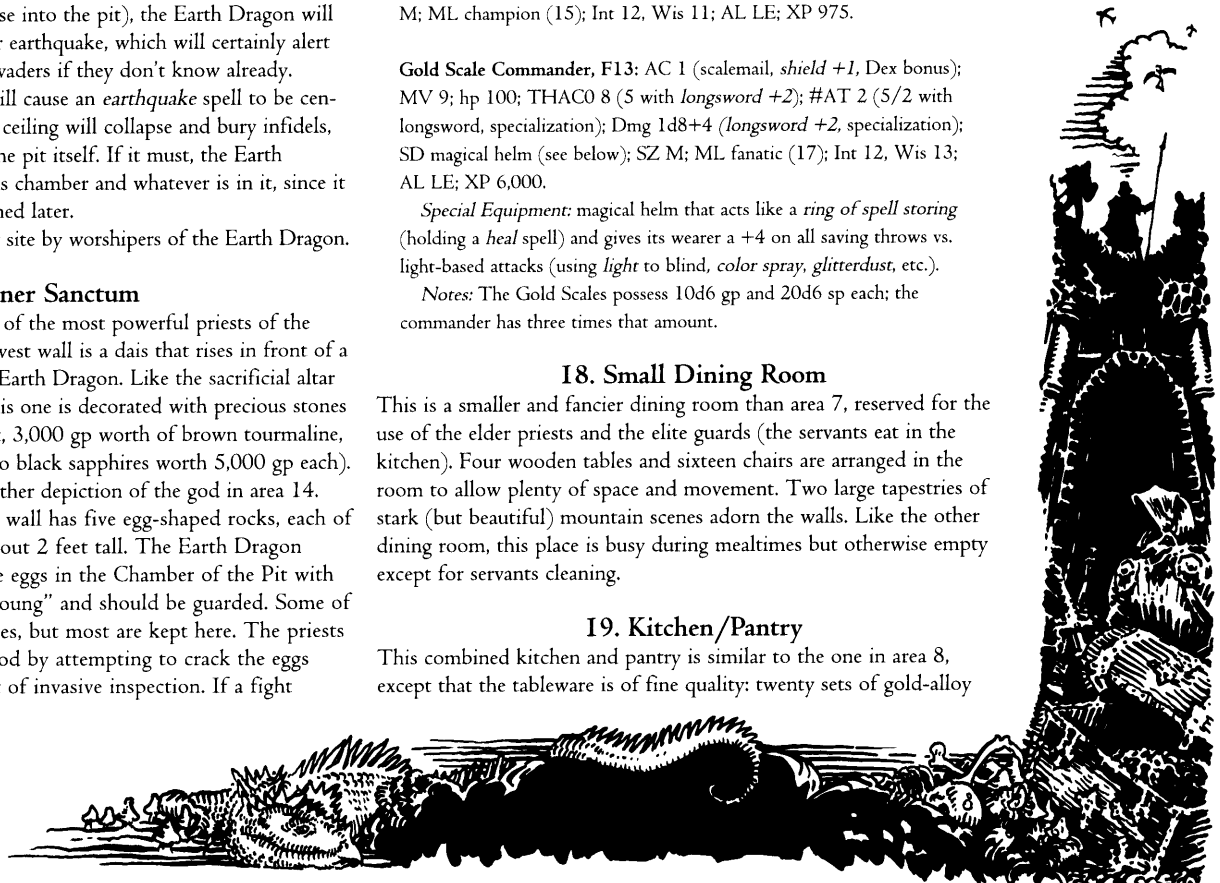 se into the pit), the Earth Dragon will
r earthquake, which will certainly alert
vaders if they don't know already.
ill cause an earthquake spell to be cen-
ceiling will collapse and bury infidels,
he pit itself. If it must, the Earth
s chamber and whatever is in it, since it
ned later.
site by worshipers of the Earth Dragon.
ner Sanctum
of the most powerful priests of the
west wall is a dais that rises in front of a
Earth Dragon. Like the sacrificial altar
is one is decorated with precious stones
t, 3,000 gp worth of brown tourmaline,
o black sapphires worth 5,000 gp each).
ther depiction of the god in area 14.
wall has five egg-shaped rocks, each of
out 2 feet tall. The Earth Dragon
e eggs in the Chamber of the Pit with
oung" and should be guarded. Some of
es, but most are kept here. The priests
od by attempting to crack the eggs
of invasive inspection. If a fight
M; ML champion (15); Int 12, Wis 11; AL LE; XP 975.
Gold Scale Commander, F13: AC 1 (scalemail, shield +1, Dex bonus);
MV 9; hp 100; THAC0 8 (5 with longsword +2); #AT 2 (5/2 with
longsword, specialization); Dmg 1d8+4 (longsword +2, specialization);
SD magical helm (see below); SZ M; ML fanatic (17); Int 12, Wis 13;
AL LE; XP 6,000.
Special Equipment: magical helm that acts like a ring of spell storing
(holding a heal spell) and gives its wearer a +4 on all saving throws vs.
light-based attacks (using light to blind, color spray, glitterdust, etc.).
Notes: The Gold Scales possess 10d6 gp and 20d6 sp each; the
commander has three times that amount.
18. Small Dining Room
This is a smaller and fancier dining room than area 7, reserved for the
use of the elder priests and the elite guards (the servants eat in the
kitchen). Four wooden tables and sixteen chairs are arranged in the
room to allow plenty of space and movement. Two large tapestries of
stark (but beautiful) mountain scenes adorn the walls. Like the other
dining room, this place is busy during mealtimes but otherwise empty
except for servants cleaning.
19. Kitchen/Pantry
This combined kitchen and pantry is similar to the one in area 8,
except that the tableware is of fine quality: twenty sets of gold-alloy